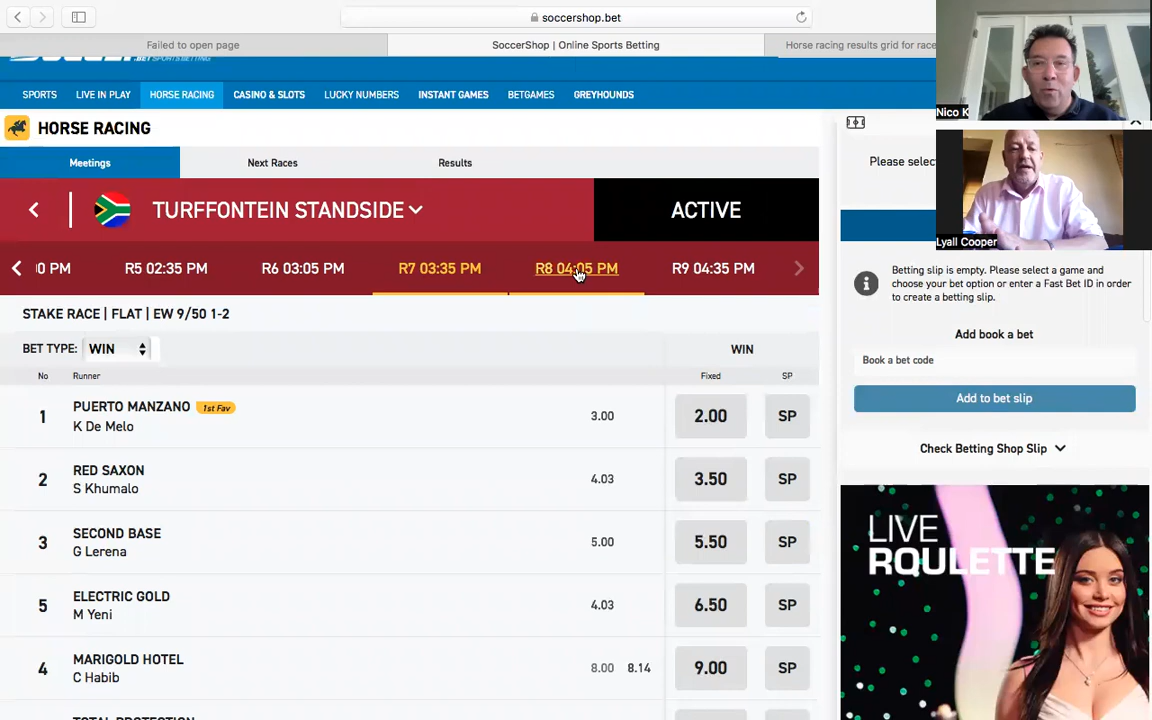 soccershop.bet
Failed to open page
SoccerShop | Online Sports Betting
Horse racing results grid for race
SPORTS
LIVE IN PLAY
HORSE RACING
CASINO & SLOTS
LUCKY NUMBERS
INSTANT GAMES
BETGAMES
GREYHOUNDS
Nico K
HORSE RACING
Meetings
Next Races
Results
Please selec
TURFFONTEIN STANDSIDE
ACTIVE
Lyall Cooper
0 PM
R5 02:35 PM
R6 03:05 PM
R7 03:35 PM
R8 04:05 PM
R9 04:35 PM
Betting slip is empty. Please select a game and
choose your bet option or enter a Fast Bet ID in order
to create a betting slip.
STAKE RACE | FLAT | EW 9/50 1-2
Add book a bet
BET TYPE: WIN
WIN
Book a bet code
No
Runner
Fixed
SP
Add to bet slip
1
PUERTO MANZANO 1st Fav
K De Melo
3.00
2.00
SP
Check Betting Shop Slip
2
RED SAXON
S Khumalo
4.03
3.50
SP
3
SECOND BASE
G Lerena
5.00
5.50
SP
LIVE
ROULETTE
5
ELECTRIC GOLD
M Yeni
4.03
6.50
SP
4
MARIGOLD HOTEL
C Habib
8.00
8.14
9.00
SP